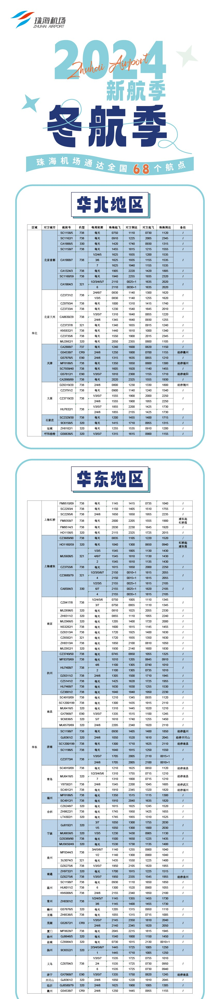 珠海机场
ZHUHAI AIRPORT
2024
Zhuhai Airport
新航季
冬航季
珠海机场通达全国68个航点
华北地区
区域 对方城市 航班号 机型 每周班期 珠海起飞 对方到达 对方起飞 珠海到达 备注
华北
北京首都
SC1156/5 738 每天 0750 1110 0730 1120 /
SC1162/1 738 每天 0910 1225 2005 2345 /
CA1906/5 330 每天 1420 1740 0930 1315 /
SC1158/7 738 每天 1455 1815 1215 1555 /
CA1908/7 738 1/2/4/5 1625 1935 1200 1535 /
3/6 1625 1935 1155 1535
7 1625 1940 1155 1535
CA1324/3 738 每天 1905 2220 1420 1805 /
SC1160/59 738 每天 1940 2255 1935 2320 /
CA1904/3 321 1/2/3/4/5/7 2110 0025+1 1635 2020 /
6 2110 0030+1 1635 2020
北京大兴
CZ3731/2 738 2/4/6/7 0830 1140 1300 1620 /
1/3/5 0830 1140 1255 1620
CZ8793/4 738 每天 1000 1310 1415 1740 /
CZ3733/4 738 每天 1230 1540 1645 2010 /
CA8630/29 738 1/3/5/7 1310 1640 0855 1220 /
2/4/6 1345 1640 0930 1255
CZ3737/8 321 每天 1340 1655 0915 1240 /
KN5832/1 738 每天 1440 1810 1000 1340 /
CZ3735/6 738 每天 1550 1900 2015 2345 /
MU2662/1 320 每天 2050 2355 0800 1105 /
天津
CA2888/7 737 每天 1240 1600 0820 1150 /
G54538/7 CR9 2/4/6 1250 1800 0700 1155 经停衢州
GS7876/5 E90 2/4/6 1315 1635 0855 1210 /
MF8186/5 738 每天 1350 1850 0800 1300 经停福州
SC7939/40 738 每天 1605 1920 1140 1455 /
GS7812/1 E90 1/3/5/7 1810 2300 1155 1710 经停南阳
CA2890/89 738 每天 2020 2325 1555 1930 /
太原
DZ6319/20 738 2/4/6 0800 1230 1330 1800 经停荆州
CZ3791/2 738 每天 0900 1140 1240 1540 /
CZ3719/20 738 1/3/5/7 1555 1900 2000 2250 /
2/4/6 1555 1900 1955 2250
HU7632/1 738 1/3/5/7 1855 2200 1425 1730 /
2/4/6 1855 2155 1425 1730
石家庄
SC2329/30 738 每天 1200 1455 1400 1715 /
9C6156/5 320 每天 1415 1710 0955 1315 /
运城 ZH8182/1 320 每天 1255 1535 0910 1200 /
呼和浩特 GS6636/5 320 1/3/5/7 1315 1615 0900 1155 /
华东地区
华东
上海虹桥
FM9510/09 738 每天 1145 1415 0735 1040 /
SC2293/4 738 每天 1150 1405 1510 1755 /
SC2295/6 738 2/4/6 1650 1850 1955 2235 /
FM9358/7 738 每天 2000 2205 1555 1900 浦东起
虹桥落
FM9514/3 738 每天 2030 2230 1645 1920 /
HO1156/5 320 每天 2115 2325 1725 2015 /
上海浦东
CZ3689/90 738 每天 0835 1105 1220 1520 /
HO1160/59 320 每天 1040 1300 0650 0940 虹桥起
浦东落
MU5606/5 321 1/3/5 1545 1805 1130 1430 /
4/6/7 1545 1810 1130 1430
2 1545 1810 1135 1430
CZ3755/6 738 每天 1615 1850 2000 2250 /
CZ3680/79 321 1/2/3/5/6/7 2150 0010+1 1815 2055 /
4 2150 0015+1 1815 2055
CA8584/3 330 1/2/3/5 2155 0025+1 1815 2105 /
6/7 2155 0025+1 1820 2105
4 2155 0035+1 1815 2105
南京
CZ8417/8 738 1/2/4/5/6 0750 1005 1110 1345 /
3/7 0750 0955 1110 1345
MU2696/5 320 每天 0810 1025 2055 2330 /
ZH8311/2 320 每天 0855 1110 1955 2240 /
MU2966/5 320 每天 1205 1400 1720 2000 /
NS3282/1 738 每天 1600 1815 1145 1455 /
DZ6313/4 738 每天 1720 1925 1400 1630 /
CZ6582/1 321 每天 1720 1935 1350 1630 /
ZH8313/4 738 每天 1850 2100 0810 1050 /
MU2952/1 320 每天 1930 2140 1600 1830 /
杭州
CZ3749/50 738 每天 0745 0950 1055 1325 /
MF8370/69 738 每天 1010 1205 0645 0910 /
HU7408/7 738 4/6 1100 1305 0740 1010 /
2 1100 1305 0735 1010
DZ6311/2 738 2/4/6 1305 1500 1710 1945 /
CZ5141/2 738 每天 1425 1620 1725 1955 /
HU7468/7 738 每天 1630 1830 1255 1530 /
CZ3881/2 738 每天 1640 1840 1950 2230 /
南昌
SC4910/09 738 每天 1210 1345 0935 1120 /
SC1200/199 738 每天 1300 1435 1915 2110 /
MU6416/5 320 每天 1310 1445 1020 1210 /
GX7868/7 E90 1/3/5/7 1335 1515 1100 1245 /
9C6836/5 320 5/7 1610 1740 1255 1450 /
MU6570/69 320 2/4/6 2205 2340 1920 2110 /
济南
SC1198/7 738 每天 0930 1405 1400 1850 经停温州
GJ8361/2 320 2/4/6 1050 1520 1610 2045 经停井冈山
SC1200/199 738 每天 1300 1710 1625 2110 经停南昌
SC1196/5 738 每天 1640 1915 1250 1550 /
CZ3773/4 738 1/3/5/7 1705 2005 2110 0015+1 /
2/4/6 1705 2005 2100 0010+1
青岛
SC4910/09 738 每天 1210 1625 0650 1120 经停南昌
MU6416/5 320 1/2/3/4/5/6 1310 1755 0715 1210 经停南昌
7 1310 1800 0715 1210
Y87582/1 738 2/4/6 1545 2200 1045 1605 经停武汉
SC4912/1 738 每天 1910 2345 1320 1820 经停福州
福州
MF8186/5 738 每天 1350 1515 1115 1300 /
SC4912/1 738 每天 1910 2040 1635 1820 /
合肥
CZ6248/7 320 每天 1615 1825 1245 1520 /
ZH8622/1 738 每天 1745 1950 1425 1655 /
LT4302/1 320 每天 1745 1955 1310 1525 /
宁波
GJ8192/1 320 3/7 1050 1300 1755 2030 /
1/5 1050 1300 1800 2030
MU6656/5 320 1/3/5 1230 1430 0905 1130 /
DZ6389/90 738 每天 1500 1650 1225 1435 /
MU5650/49 320 每天 1530 1730 1135 1400 /
泉州
MF8344/3 738 3/4/5/6/7 1140 1255 0900 1040 /
1/2 1140 1300 0900 1040
3U3074/3 321 每天 1435 1550 1225 1400 /
DZ6275/6 738 1/3/5/7 1950 2105 1820 1955 /
南通
ZH9732/1 320 每天 1700 1915 1225 1515 /
DZ6275/6 738 1/3/5/7 1950 2335 1545 1955 经停泉州
温州
SC1198/7 738 每天 0930 1110 1650 1850 /
HU6011/2 738 6 1300 1520 0900 1055 /
KN5006/5 738 2/4/6 2155 2340 1850 2100 /
常州 ZH8301/2 738 1/2/4/5/7 1145 1355 1455 1730 /
3/6 1145 1400 1455 1730
赣州 GS7676/5 320 每天 1205 1315 0950 1110 /
无锡 ZH8536/5 738 每天 1055 1315 0715 1005 /
芜湖 G52672/1 CR9 1/3/5/7 2145 2350 1810 2040 /
2/4/6 2140 2345 1820 2050
厦门 MF8828/7 738 每天 2045 2215 1815 1945 /
徐州 GJ8646/5 320 每天 1540 1800 1150 1450 /
盐城 CZ6984/3 320 每天 0730 1015 2130 0010+1 /
扬州 9C6552/1 320 2/3/4/5/6/7 1445 1725 1005 1250 /
1 1445 1710 1005 1250
义乌 CZ6704/3 738 1/3/5/7 1535 1725 0755 1010 /
2/4 1535 1725 0730 0950
6 1535 1725 0730 0940
济宁 GX7868/7 E90 1/3/5/7 1335 1750 0820 1245 经停南昌
井冈山 GJ8361/2 320 2/4/6 1050 1220 1910 2045 /
临沂 GJ8580/79 320 2/4/6 1625 1900 1005 1305 /
衢州 G54538/7 CR9 2/4/6 1250 1445 0955 1155 /